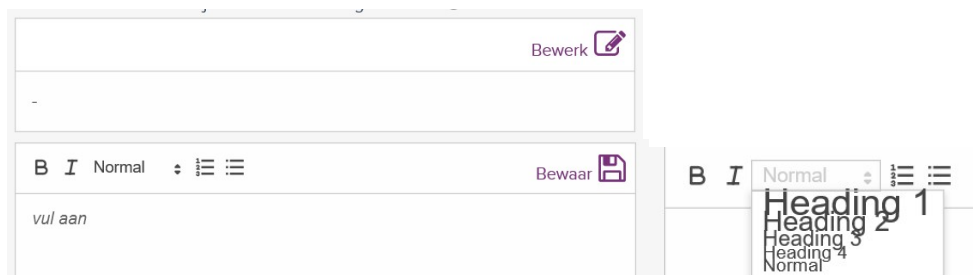 Bewerk
-
B I Normal
Bewaar
vul aan
B I Normal
Heading 1
Heading 2
Heading 3
Heading 4
Normal